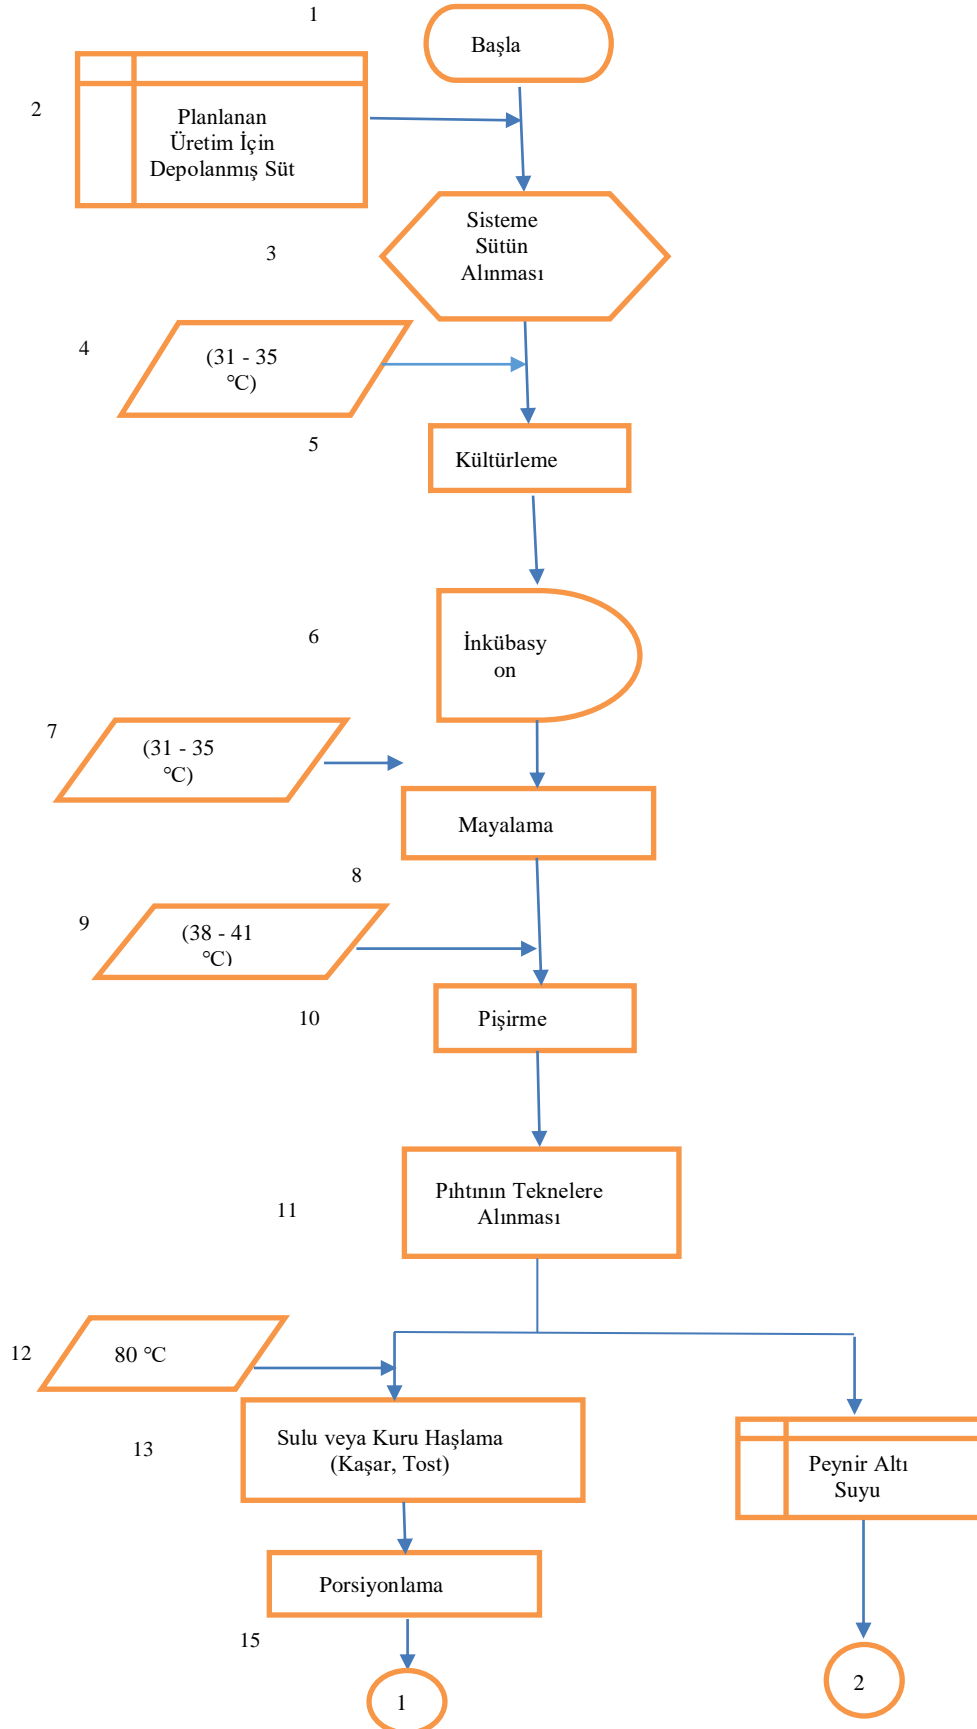 1
Başla
2
Planlanan
Üretim İçin
Depolanmış Süt
Sisteme
Sütün
Alınması
3
4
(31 - 35
°C)
5
Kültürleme
6
İnkübasy
on
7
(31 - 35
°C)
Mayalama
8
9
(38 - 41
°C)
10
Pişirme
Pıhtının Teknelere
Alınması
11
12
80 °C
13
Sulu veya Kuru Haşlama
(Kaşar, Tost)
Peynir Altı
Suyu
Porsiyonlama
15
1
2